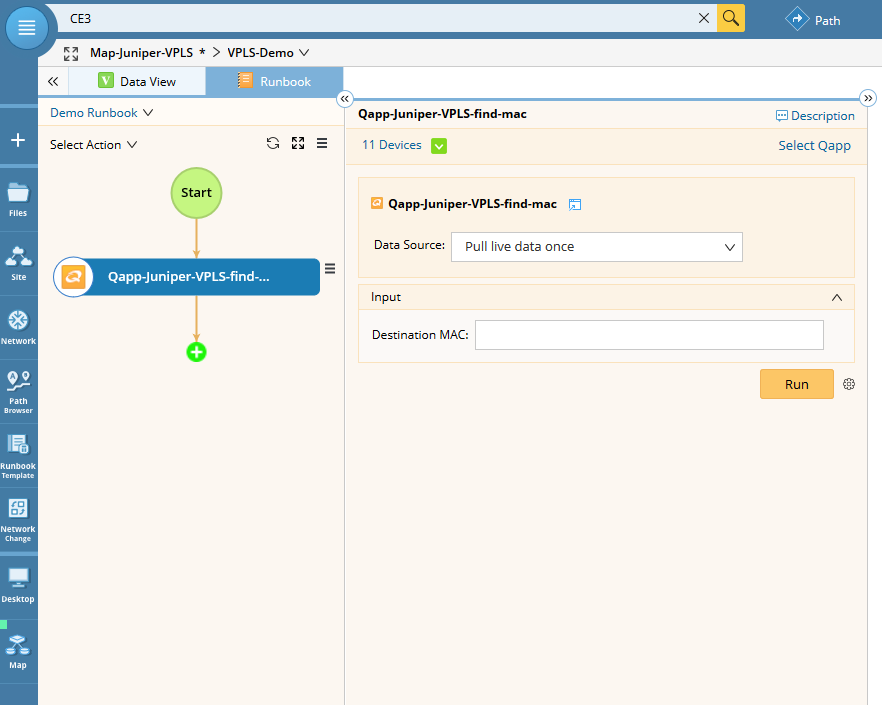 CE3
Path
Map-Juniper-VPLS * > VPLS-Demo
Data View
Runbook
Demo Runbook
Select Action
Start
Qapp-Juniper-VPLS-find-...
Qapp-Juniper-VPLS-find-mac
Description
11 Devices
Select Qapp
Qapp-Juniper-VPLS-find-mac
Data Source: Pull live data once
Input
Destination MAC:
Run
Files
Site
Network
Path
Browser
Runbook
Template
Network
Change
Desktop
Map